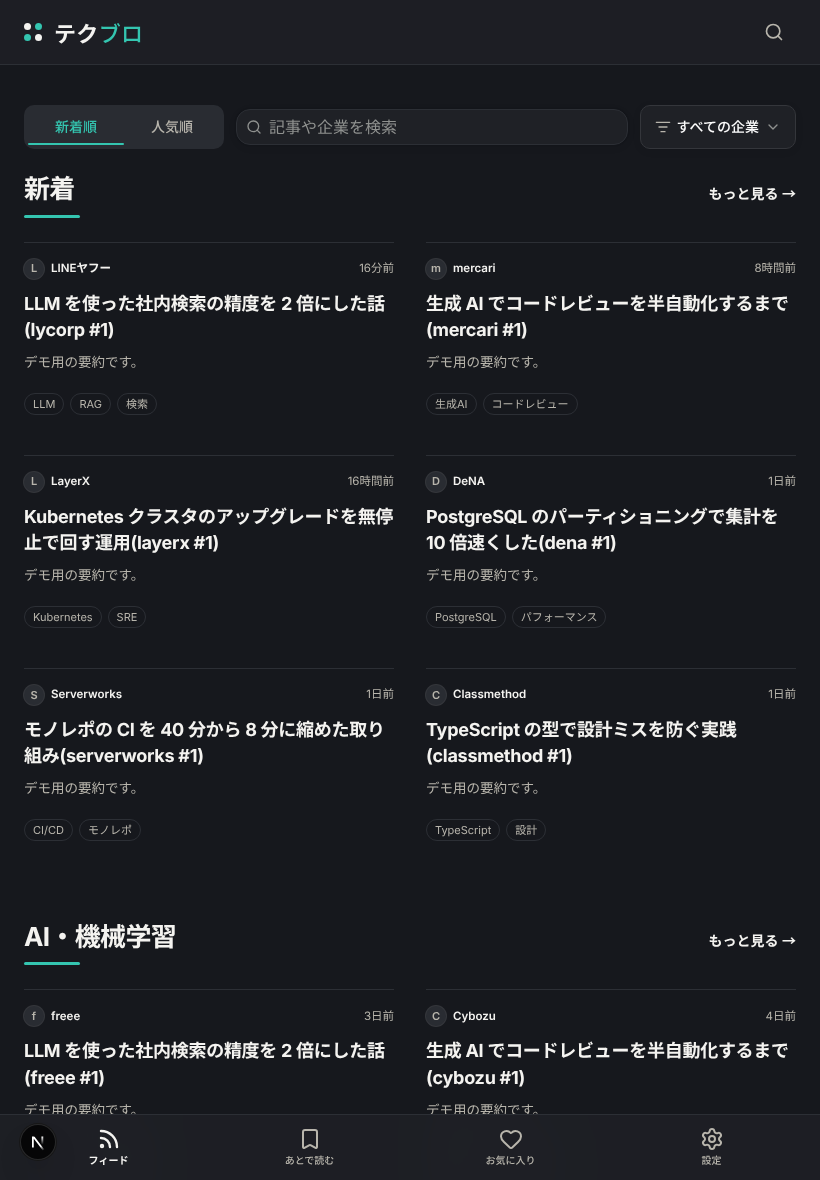 テクブロ
新着順
人気順
記事や企業を検索
すべての企業
新着
もっと見る →
L LINEヤフー 16分前
LLM を使った社内検索の精度を 2 倍にした話
(lycorp #1)
デモ用の要約です。
LLM RAG 検索
m mercari 8時間前
生成 AI でコードレビューを半自動化するまで
(mercari #1)
デモ用の要約です。
生成AI コードレビュー
L LayerX 16時間前
Kubernetes クラスタのアップグレードを無停
止で回す運用(layerx #1)
デモ用の要約です。
Kubernetes SRE
D DeNA 1日前
PostgreSQL のパーティショニングで集計を
10 倍速くした(dena #1)
デモ用の要約です。
PostgreSQL パフォーマンス
S Serverworks 1日前
モノレポの CI を 40 分から 8 分に縮めた取り
組み(serverworks #1)
デモ用の要約です。
CI/CD モノレポ
C Classmethod 1日前
TypeScript の型で設計ミスを防ぐ実践
(classmethod #1)
デモ用の要約です。
TypeScript 設計
AI・機械学習
もっと見る →
f freee 3日前
LLM を使った社内検索の精度を 2 倍にした話
(freee #1)
デモ用の要約です。
C Cybozu 4日前
生成 AI でコードレビューを半自動化するまで
(cybozu #1)
デモ用の要約です。
N
フィード
あとで読む
お気に入り
設定